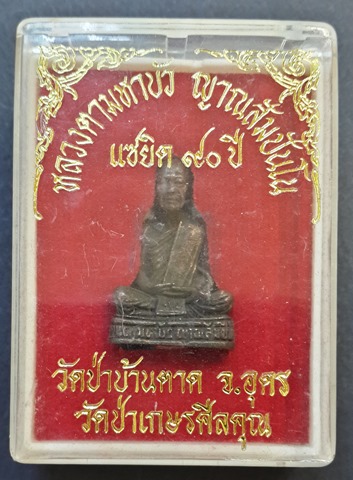 หลวงตามหาบัว ญาณสัมปันโน
แซยิด ๙๐ ปี
วัดป่าบ้านตาด จ.อุดร
วัดป่าเกษรศีลคุณ